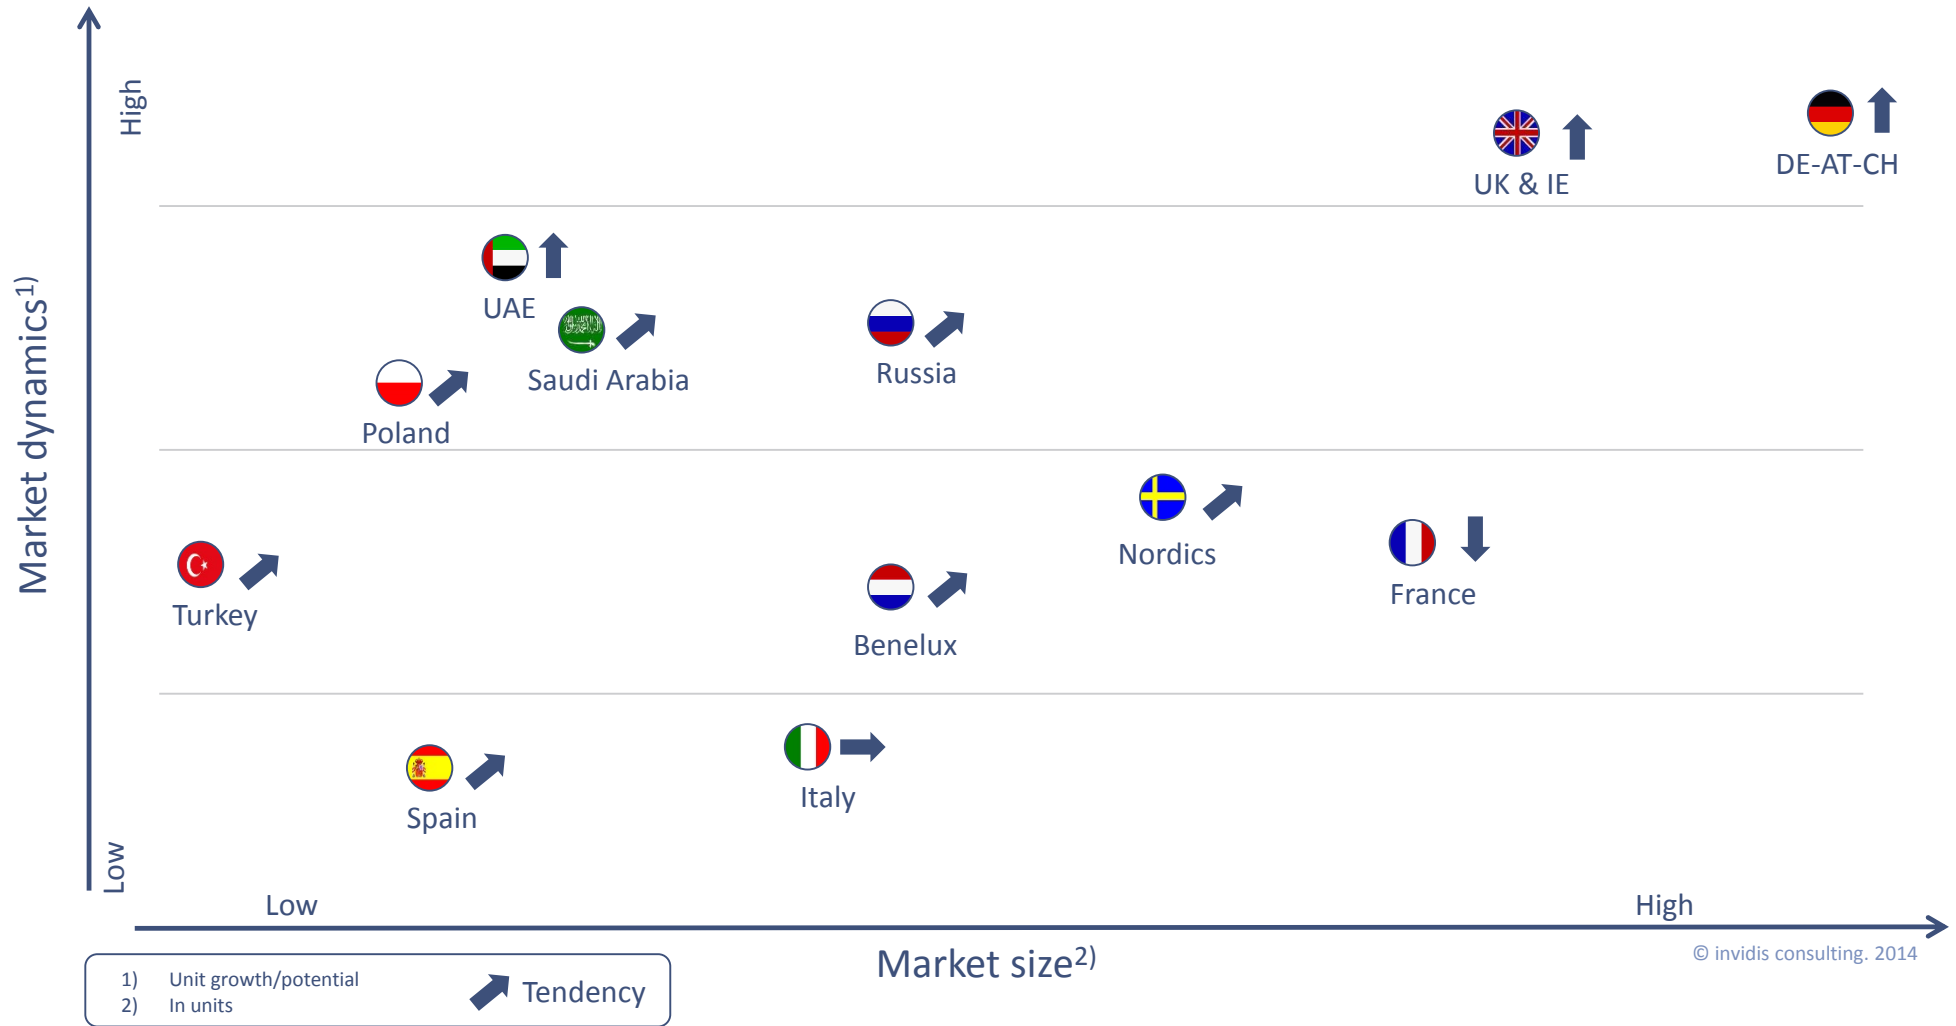 High
UK & IE
DE-AT-CH
UAE
Saudi Arabia
Russia
Poland
Market dynamics1)
Nordics
France
Turkey
Benelux
Spain
Italy
Low
Low
High
Market size2)
© invidis consulting. 2014
1) Unit growth/potential
2) In units
Tendency